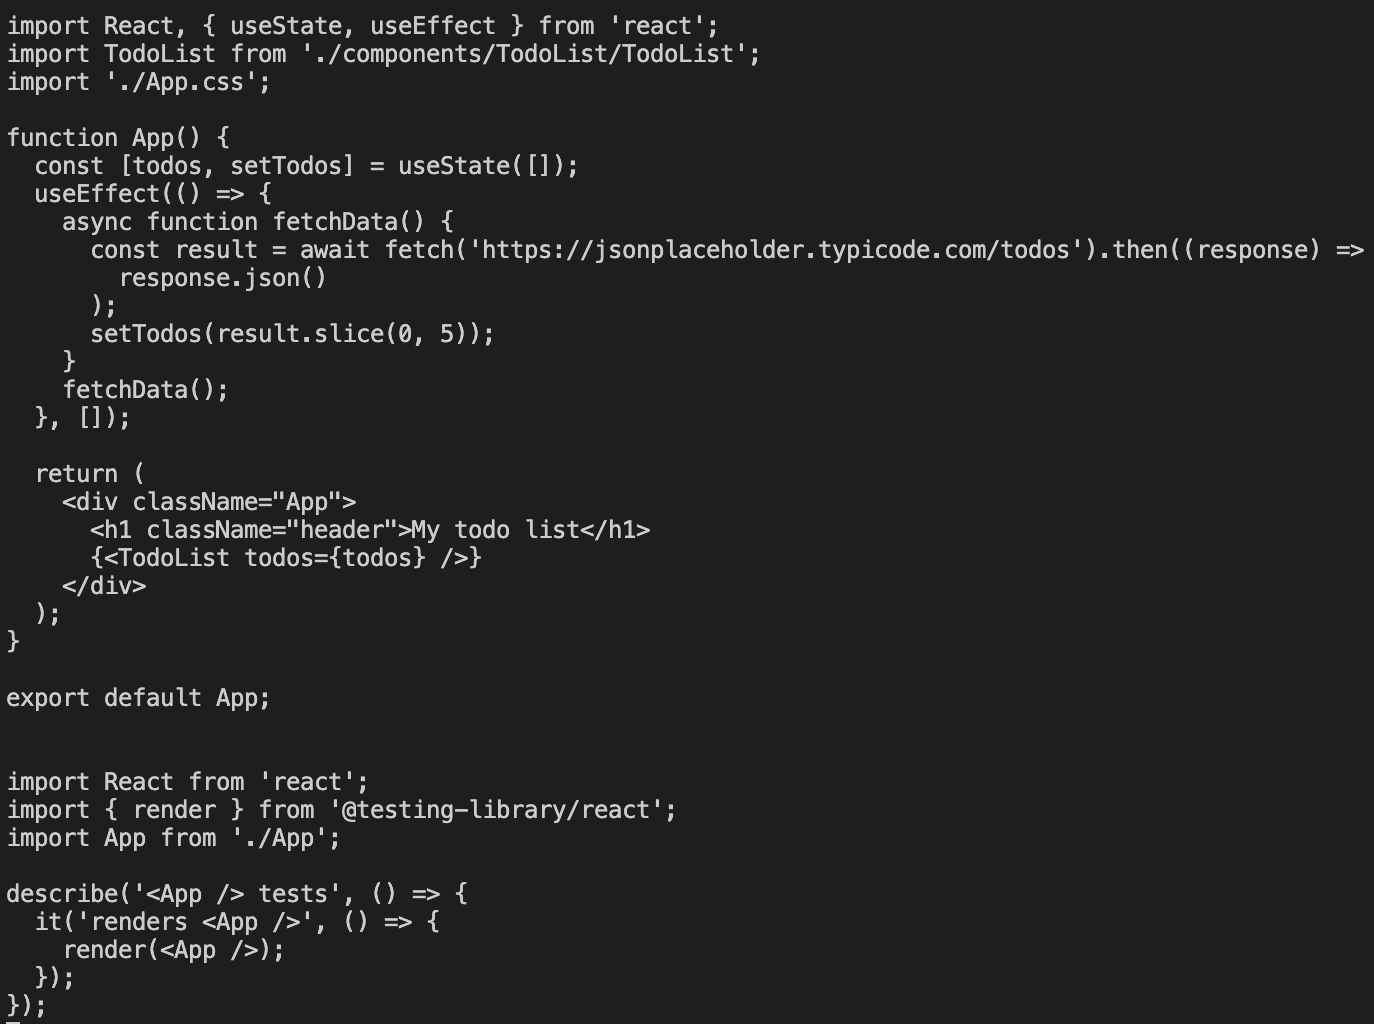 import React, { useState, useEffect } from 'react';
import TodoList from './components/TodoList/TodoList';
import './App.css';

function App() {
  const [todos, setTodos] = useState([]);
  useEffect(() => {
    async function fetchData() {
      const result = await fetch('https://jsonplaceholder.typicode.com/todos').then((response) =>
        response.json()
      );
      setTodos(result.slice(0, 5));
    }
    fetchData();
  }, []);

  return (
    <div className="App">
      <h1 className="header">My todo list</h1>
      {<TodoList todos={todos} />}
    </div>
  );
}

export default App;


import React from 'react';
import { render } from '@testing-library/react';
import App from './App';

describe('<App /> tests', () => {
  it('renders <App />', () => {
    render(<App />);
  });
});